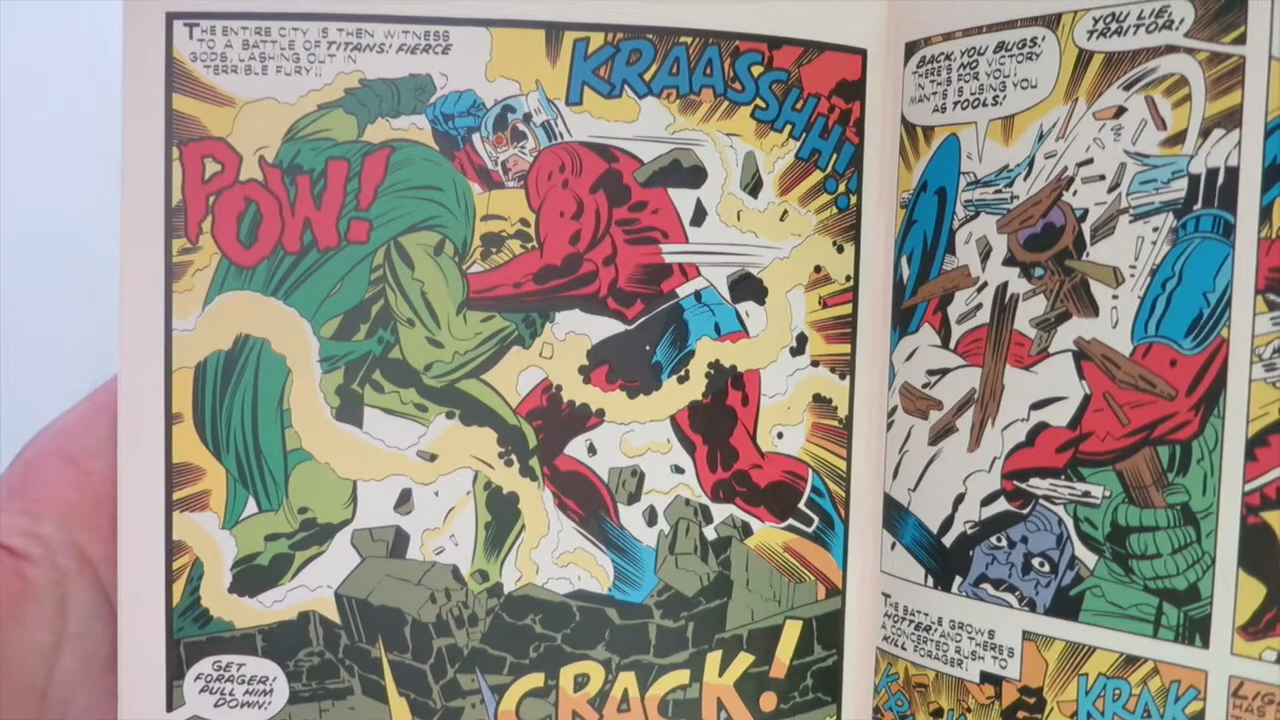 THE ENTIRE CITY IS THEN WITNESS
TO A BATTLE OF TITANS! FIERCE
GODS, LASHING OUT IN
TERRIBLE FURY!!
KRAASSHH!!
POW!
GET
FORAGER!
PULL HIM
DOWN!
CRACK!
YOU LIE,
TRAITOR!
BACK, YOU BUGS!
THERE'S NO VICTORY
IN THIS FOR YOU!
MANTIS IS USING YOU
AS TOOLS!
THE BATTLE GROWS
HOTTER! AND THERE'S
A CONCERTED RUSH TO
KILL FORAGER!
KRAK
HAS